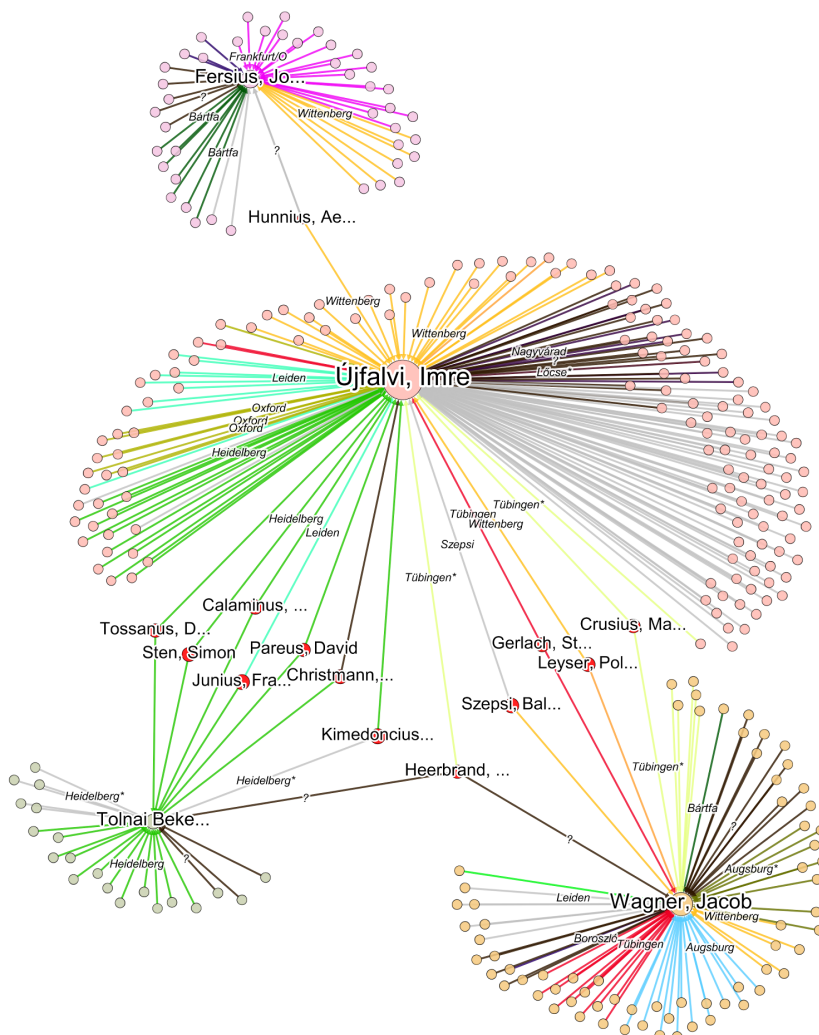 Frankfurt/O
Fersius, Jo...
?
Bártfa
Wittenberg
Bártfa
?
Hunnius, Ae...
Wittenberg
Wittenberg
Nagyvárad
?
Lőcse*
Leiden
Újfalvi, Imre
Oxford
Oxford
Oxford
Heidelberg
Heidelberg
Leiden
Tübingen*
Tübingen
Wittenberg
Szepsi
Tübingen*
Calaminus, ...
Tossanus, D...
Sten, Simon
Pareus, David
Junius, Fra...
Christmann,...
Crusius, Ma...
Gerlach, St...
Leyser, Pol...
Szepsi, Bal...
Kimedoncius...
Heerbrand, ...
Heidelberg*
Heidelberg*
?
Tolnai Beke...
Heidelberg
?
Tübingen*
Bártfa
?
?
Augsburg*
Leiden
Wagner, Jacob
Wittenberg
Boroszló
Tübingen
Augsburg